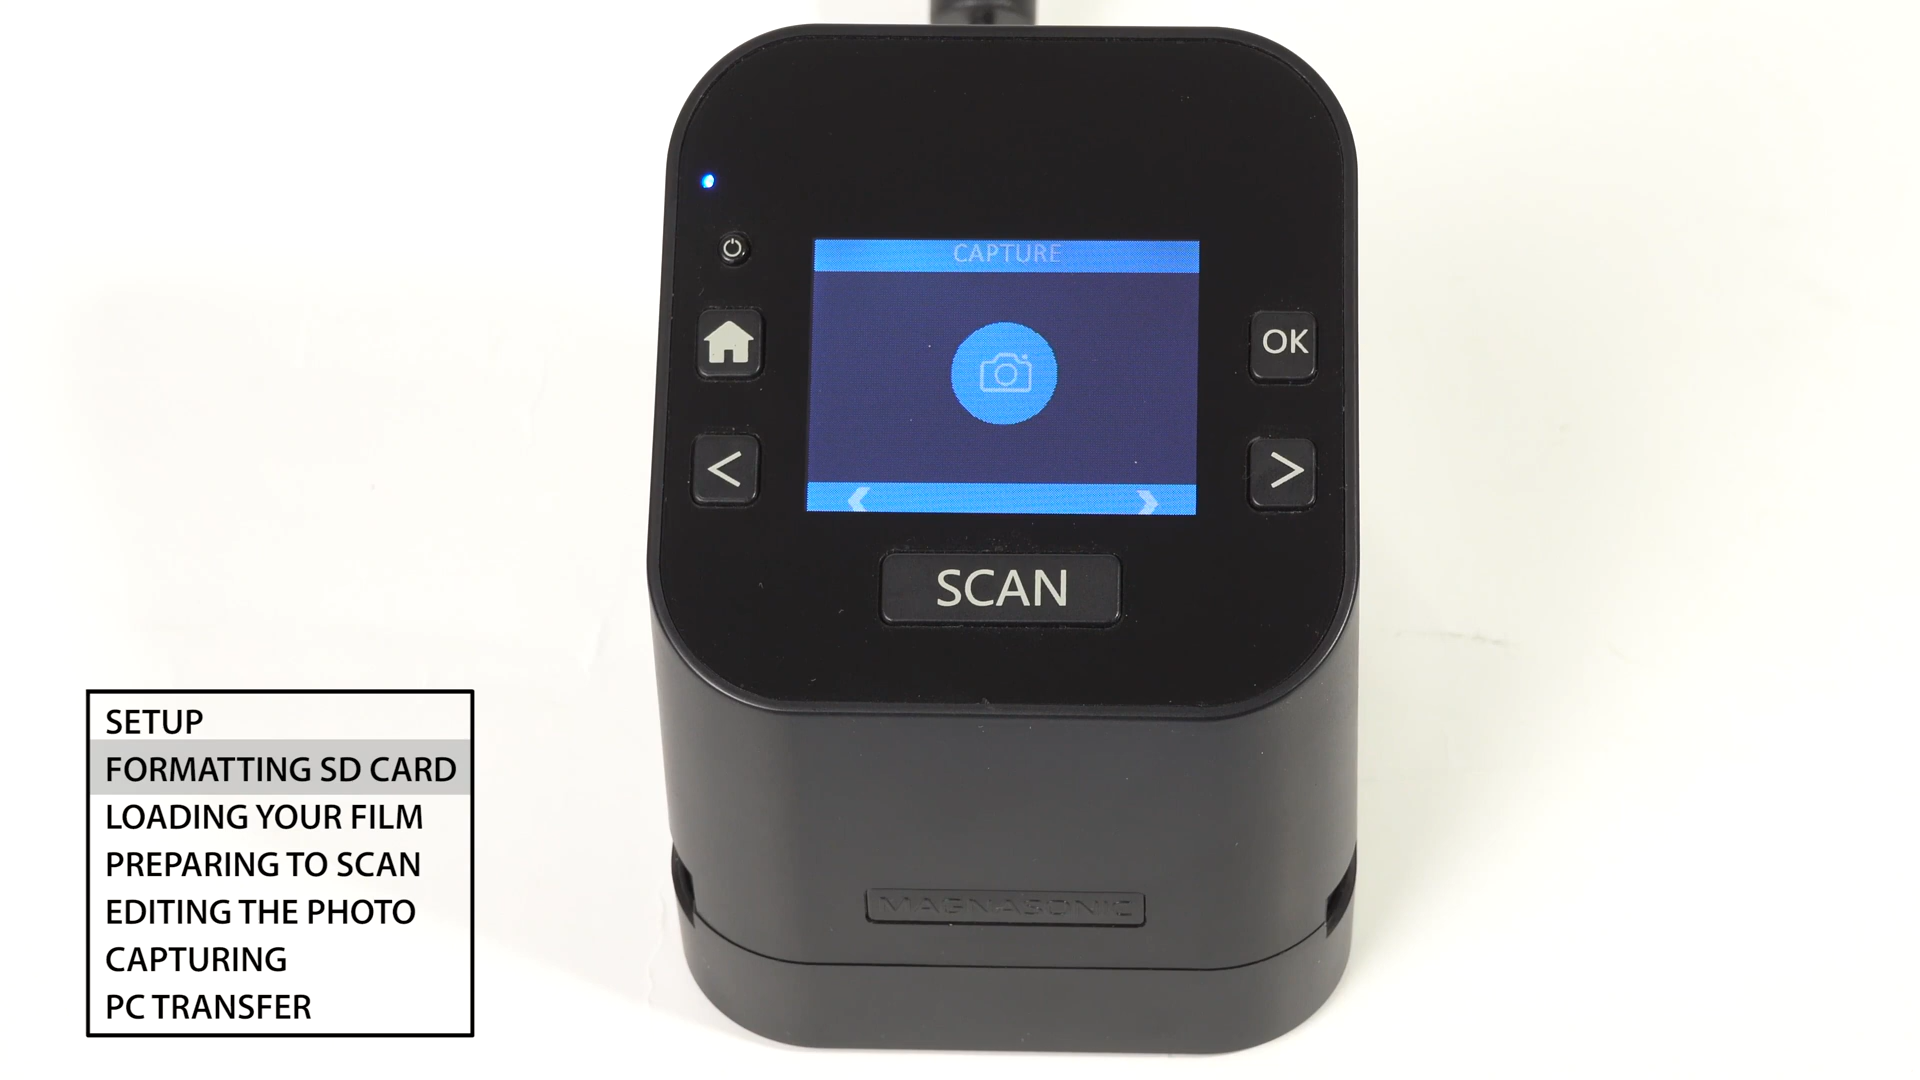 CAPTURE
OK
<
>
SCAN
MAGNASONIC
SETUP
FORMATTING SD CARD
LOADING YOUR FILM
PREPARING TO SCAN
EDITING THE PHOTO
CAPTURING
PC TRANSFER